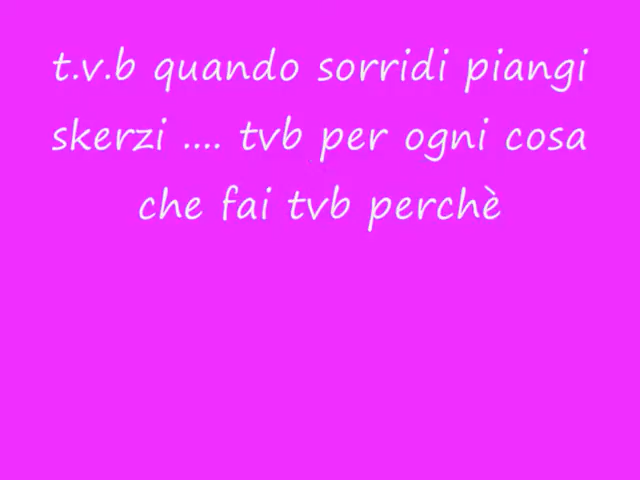 t.v.b quando sorridi piangi
skerzi .... tvb per ogni cosa
che fai tvb perchè